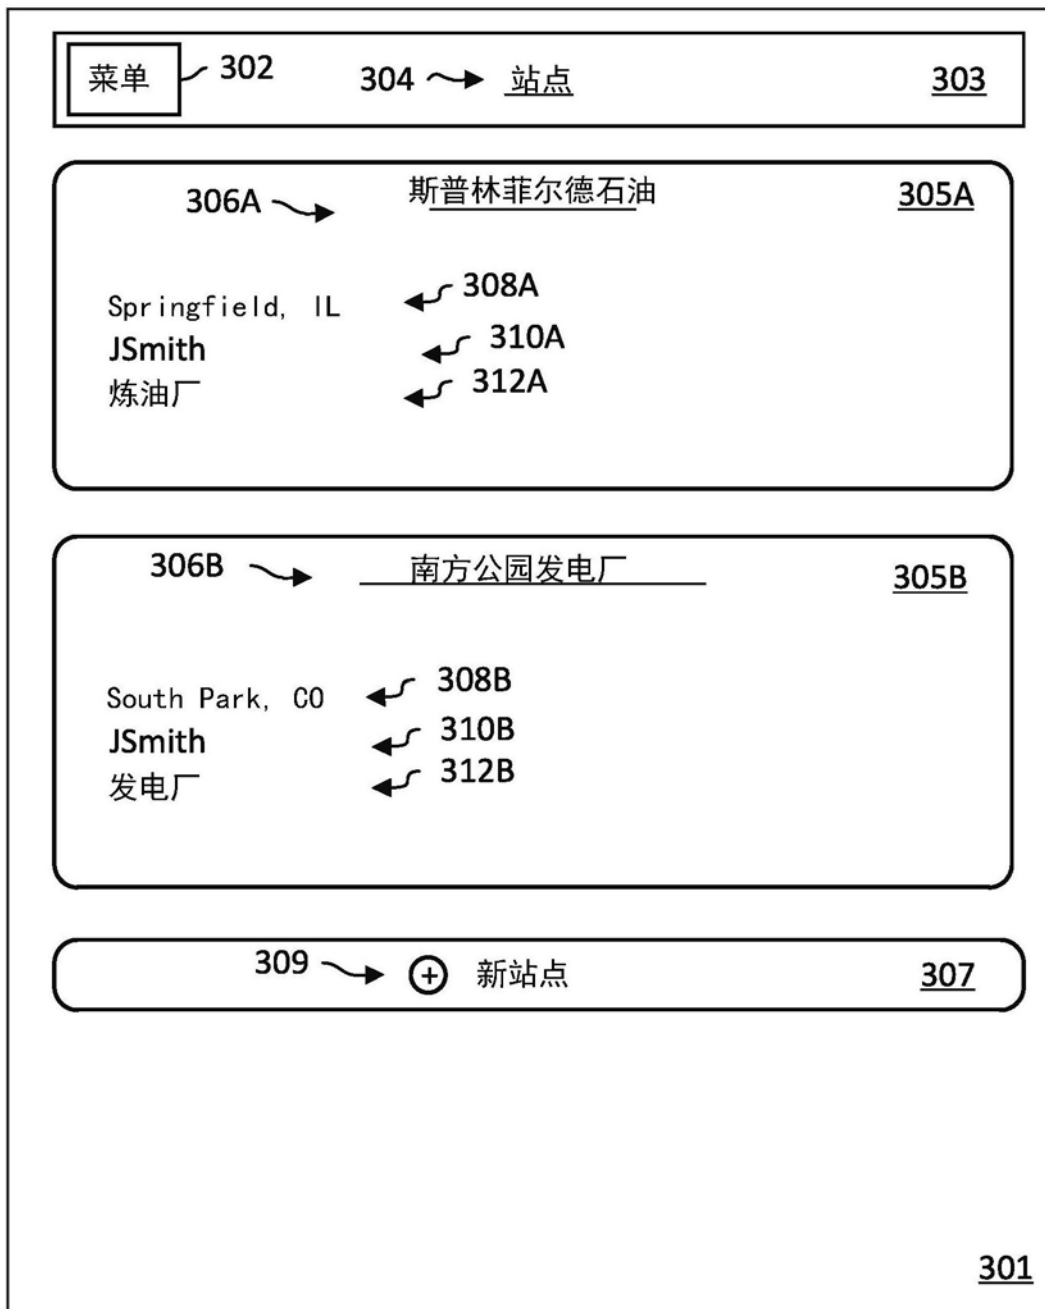 菜单 302 304 站点 303
306A 斯普林菲尔德石油 305A
Springfield, IL 308A
JSmith 310A
炼油厂 312A
306B 南方公园发电厂 305B
South Park, CO 308B
JSmith 310B
发电厂 312B
309 新站点 307
301